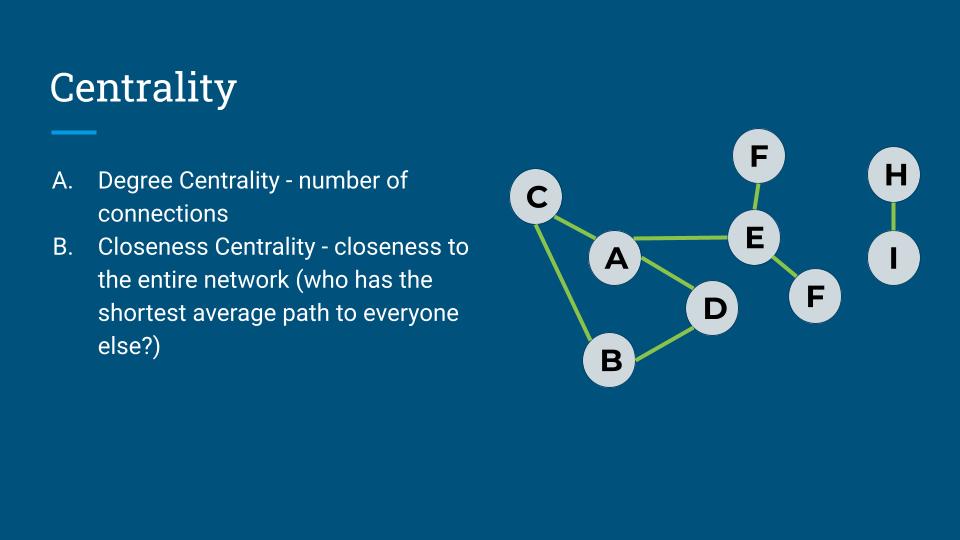 Centrality
A. Degree Centrality - number of
connections
B. Closeness Centrality - closeness to
the entire network (who has the
shortest average path to everyone
else?)
F
H
C
E
A
I
F
D
B